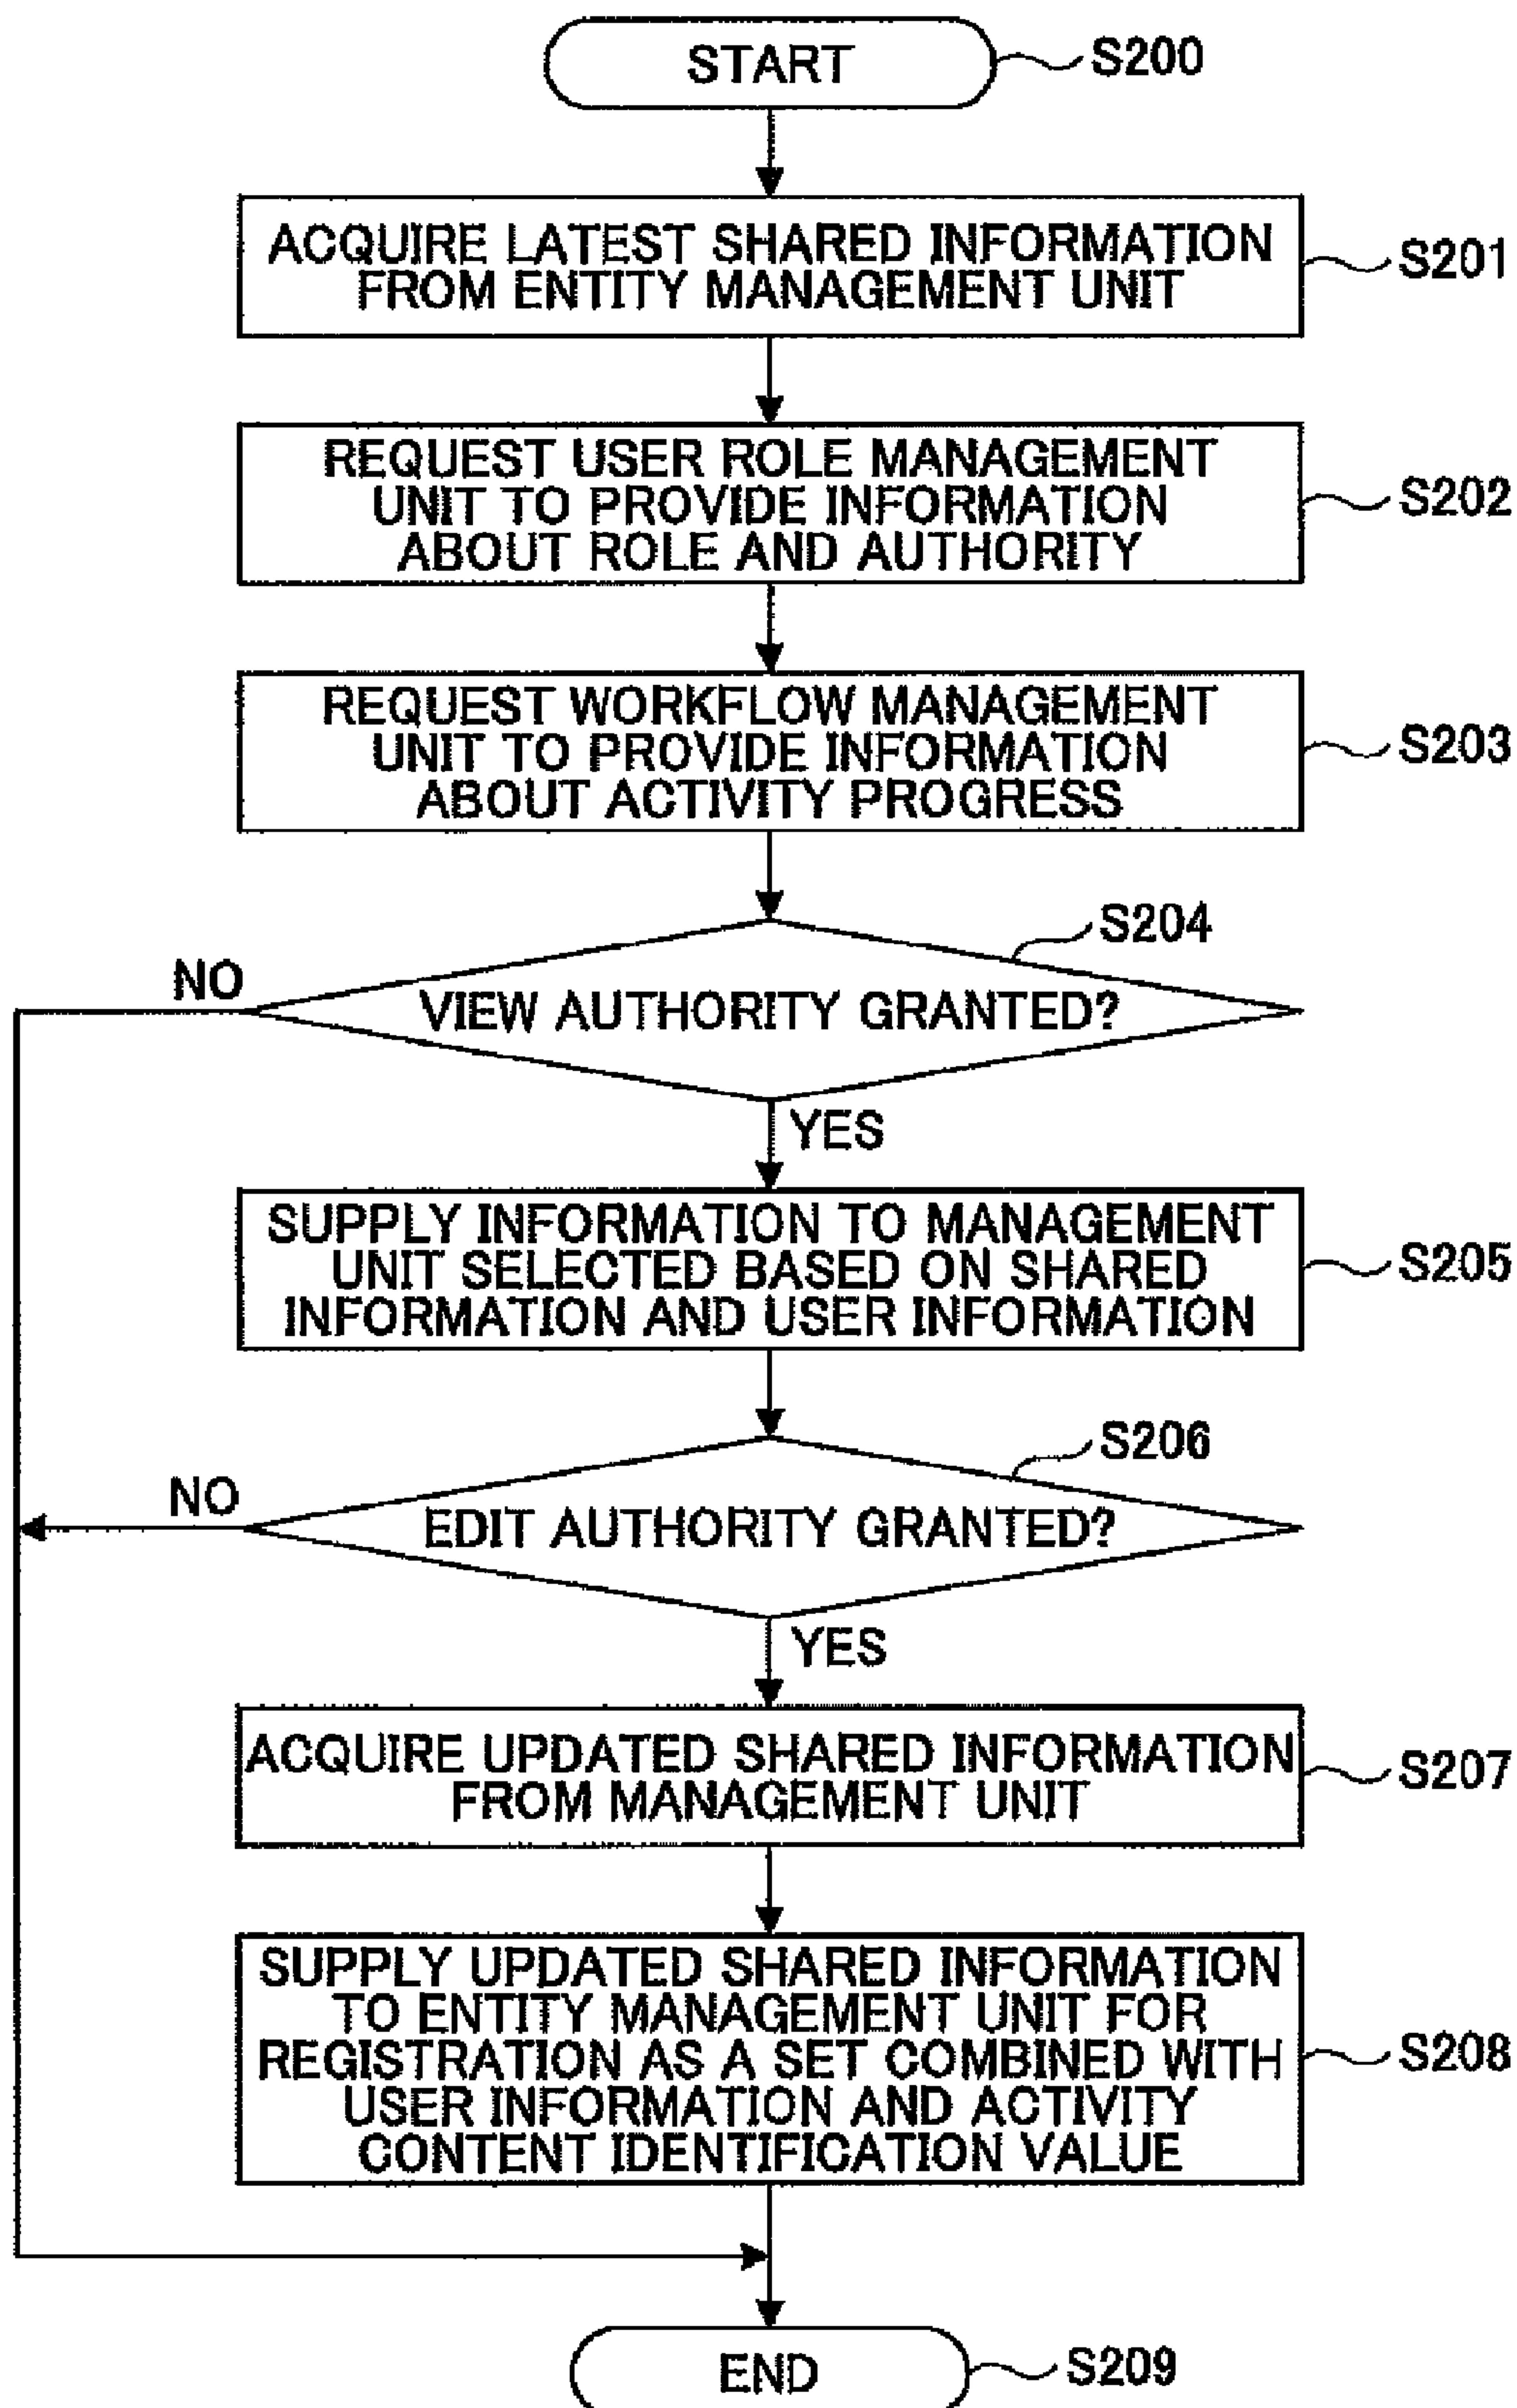 START
S200
ACQUIRE LATEST SHARED INFORMATION
FROM ENTITY MANAGEMENT UNIT
S201
REQUEST USER ROLE MANAGEMENT
UNIT TO PROVIDE INFORMATION
ABOUT ROLE AND AUTHORITY
S202
REQUEST WORKFLOW MANAGEMENT
UNIT TO PROVIDE INFORMATION
ABOUT ACTIVITY PROGRESS
S203
S204
NO
VIEW AUTHORITY GRANTED?
YES
SUPPLY INFORMATION TO MANAGEMENT
UNIT SELECTED BASED ON SHARED
INFORMATION AND USER INFORMATION
S205
S206
NO
EDIT AUTHORITY GRANTED?
YES
ACQUIRE UPDATED SHARED INFORMATION
FROM MANAGEMENT UNIT
S207
SUPPLY UPDATED SHARED INFORMATION
TO ENTITY MANAGEMENT UNIT FOR
REGISTRATION AS A SET COMBINED WITH
USER INFORMATION AND ACTIVITY
CONTENT IDENTIFICATION VALUE
S208
END
S209